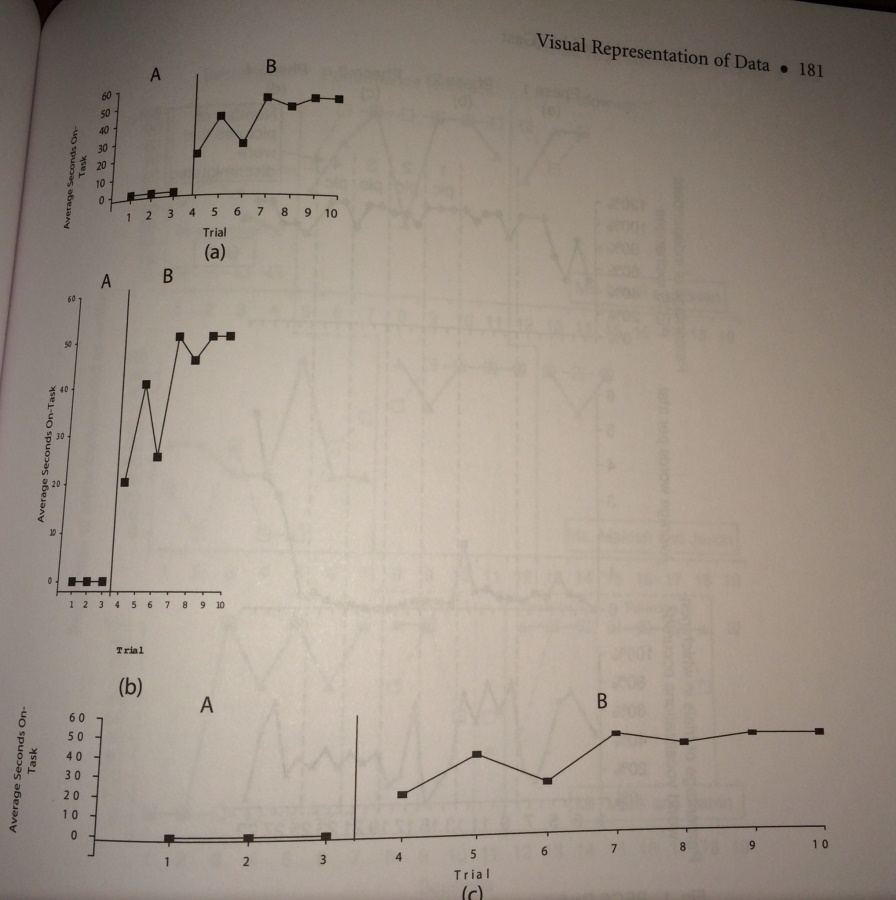 Visual Representation of Data • 181
A
B
60
50
40
30
20
10
0
Average Seconds On-
Task
1 2 3 4 5 6 7 8 9 10
Trial
(a)
A
B
60
50
40
30
20
10
0
Average Seconds On-Task
1 2 3 4 5 6 7 8 9 10
Trial
(b)
A
B
60
50
40
30
20
10
0
Average Seconds On-
Task
1 2 3 4 5 6 7 8 9 10
Trial
(c)